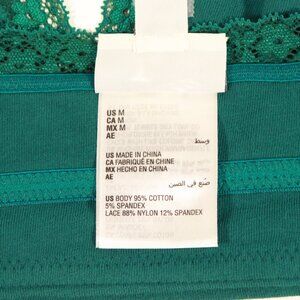 US M
CA M
MX M
AE
وسط
US MADE IN CHINA
CA FABRIQUÉ EN CHINE
MX HECHO EN CHINA
AE
صنع في الصين
US BODY 95% COTTON
5% SPANDEX
LACE 88% NYLON 12% SPANDEX